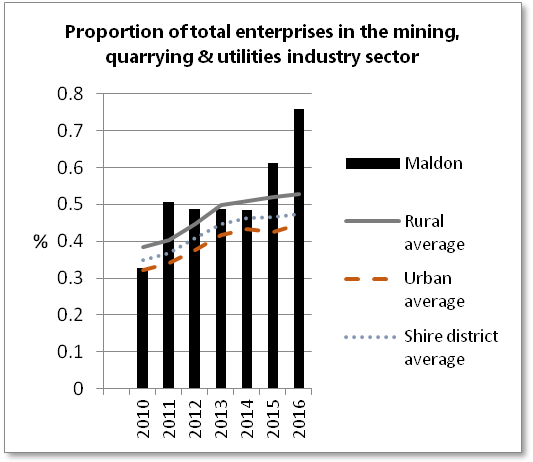 Proportion of total enterprises in the mining,
quarrying & utilities industry sector
0.8
0.7
0.6
0.5
0.4
0.3
0.2
0.1
0
%
2010
2011
2012
2013
2014
2015
2016
Maldon
Rural
average
Urban
average
Shire district
average